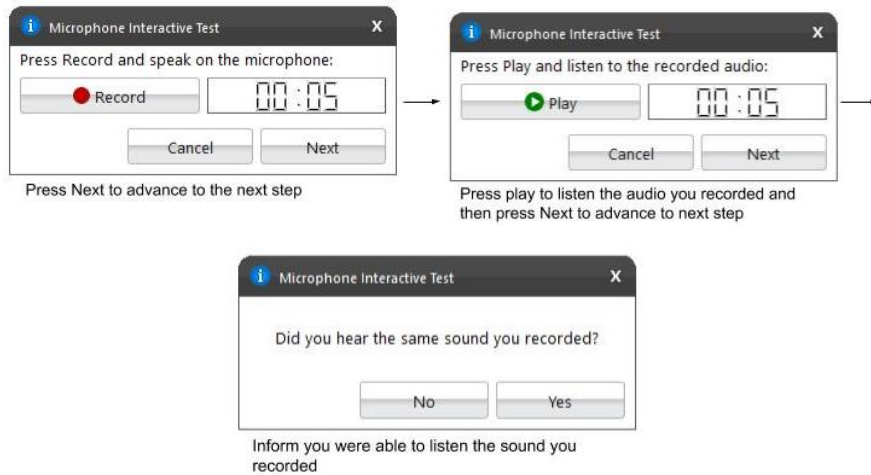 Microphone Interactive Test X
Press Record and speak on the microphone:
Record 00:05
Cancel Next
Press Next to advance to the next step
Microphone Interactive Test X
Press Play and listen to the recorded audio:
Play 00:05
Cancel Next
Press play to listen the audio you recorded and
then press Next to advance to next step
Microphone Interactive Test X
Did you hear the same sound you recorded?
No Yes
Inform you were able to listen the sound you
recorded